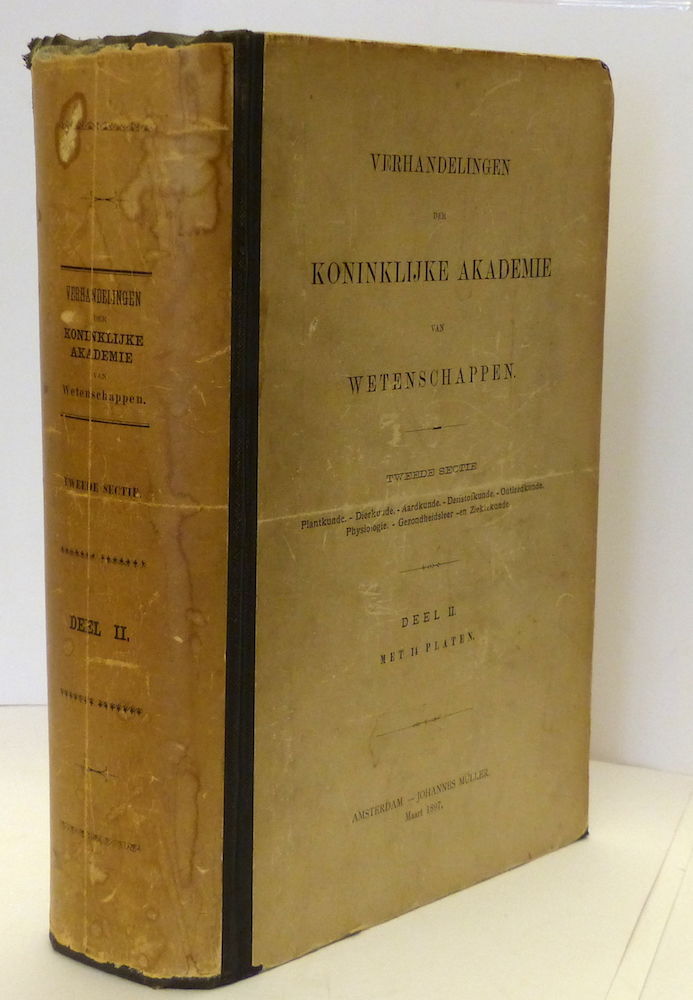 VERHANDELINGEN
DER
KONINKLIJKE
AKADEMIE
VAN
Wetenschappen.
TWEEDE SECTIE.
DEEL II.
VERHANDELINGEN
DER
KONINKLIJKE AKADEMIE
VAN
WETENSCHAPPEN.
TWEEDE SECTIE
Plantkunde. - Dierkunde. - Aardkunde. - Delfstofkunde. - Ontleedkunde.
Physiologie. - Gezondheidsleer -en Ziektekunde
DEEL II.
MET 14 PLATEN.
AMSTERDAM — JOHANNES MÜLLER.
Maart 1897.